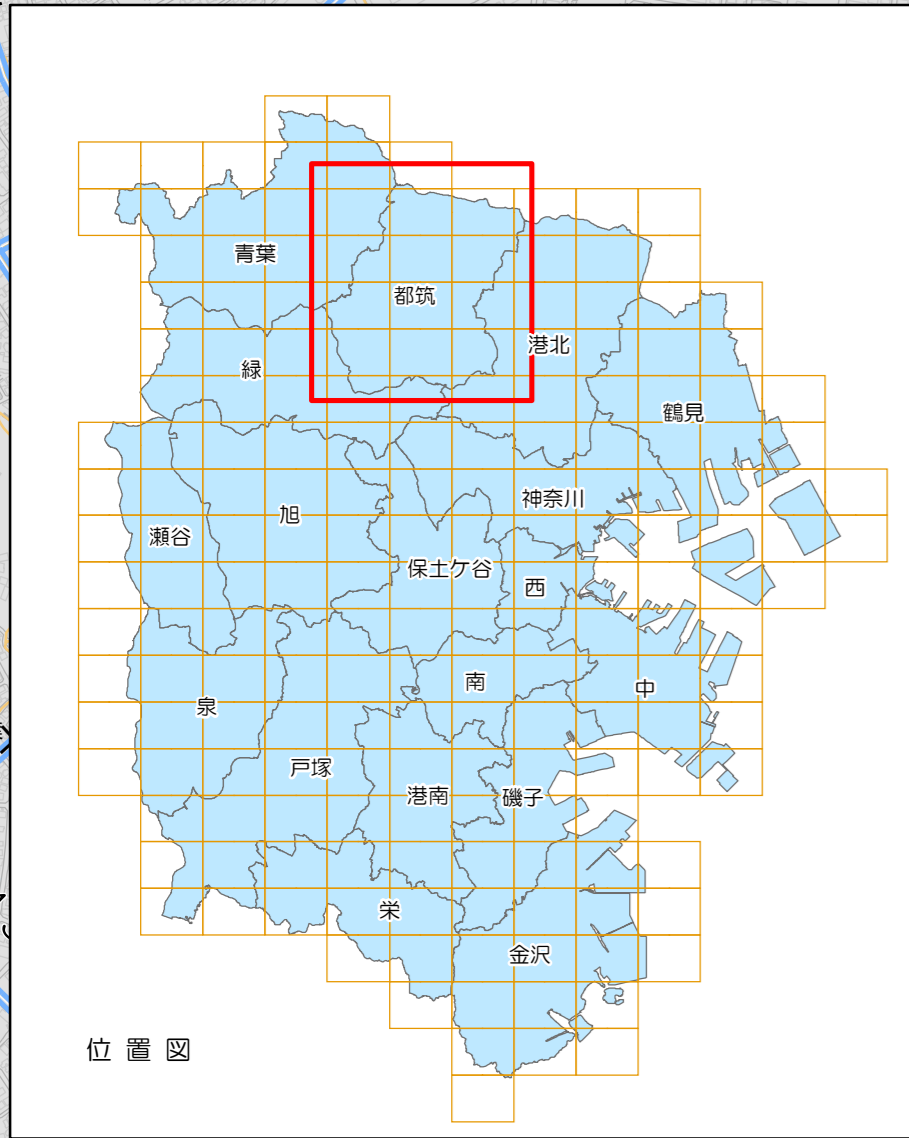 青葉
都筑
港北
緑
鶴見
神奈川
旭
瀬谷
保土ケ谷
西
南
中
泉
戸塚
港南
磯子
栄
金沢
位置図